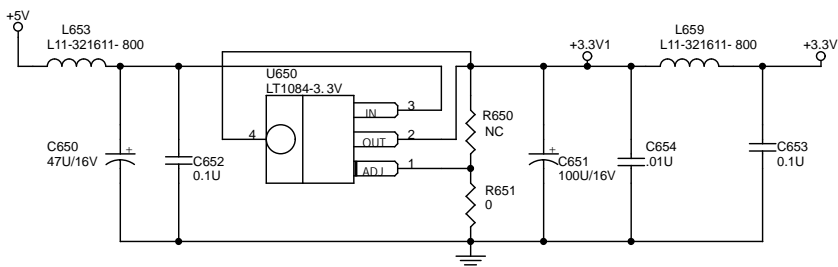 +5V
L653
L11-321611- 800
+3.3V1
L659
L11-321611- 800
+3.3V
U650
LT1084-3. 3V
IN
3
R650
NC
4
OUT
2
C650
47U/16V
+
C652
0.1U
ADJ
1
+
C651
100U/16V
C654
.01U
C653
0.1U
R651
0